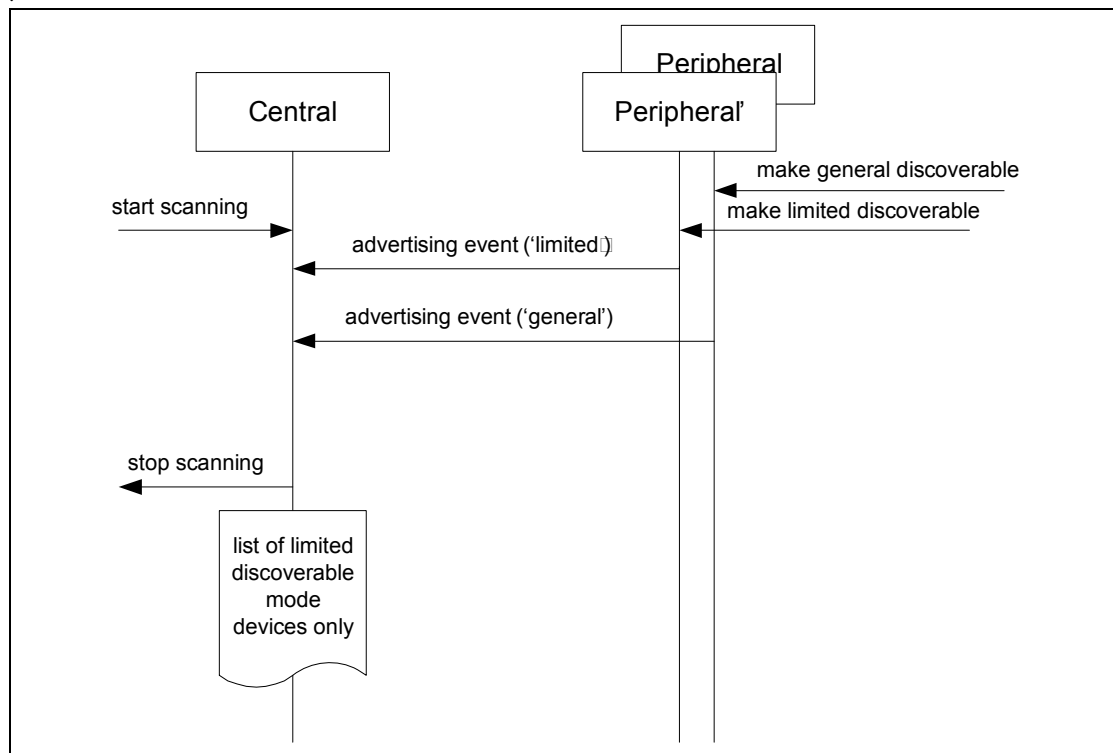 Peripheral
Central
Peripheral'
make general discoverable
start scanning
make limited discoverable
advertising event (‘limited□)
advertising event (‘general’)
stop scanning
list of limited
discoverable
mode
devices only